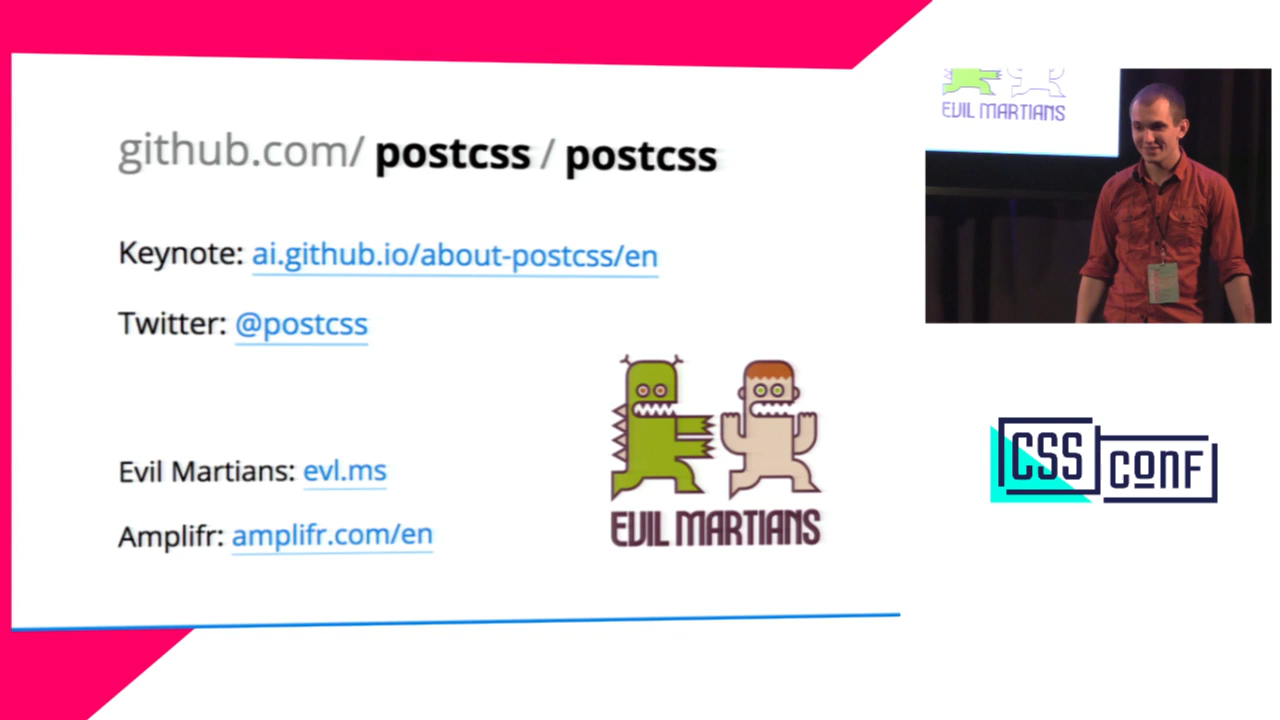 github.com/ postcss / postcss
Keynote: ai.github.io/about-postcss/en
Twitter: @postcss
Evil Martians: evl.ms
Amplifr: amplifr.com/en
EVIL MARTIANS
EVIL MARTIANS
CSS
CONF